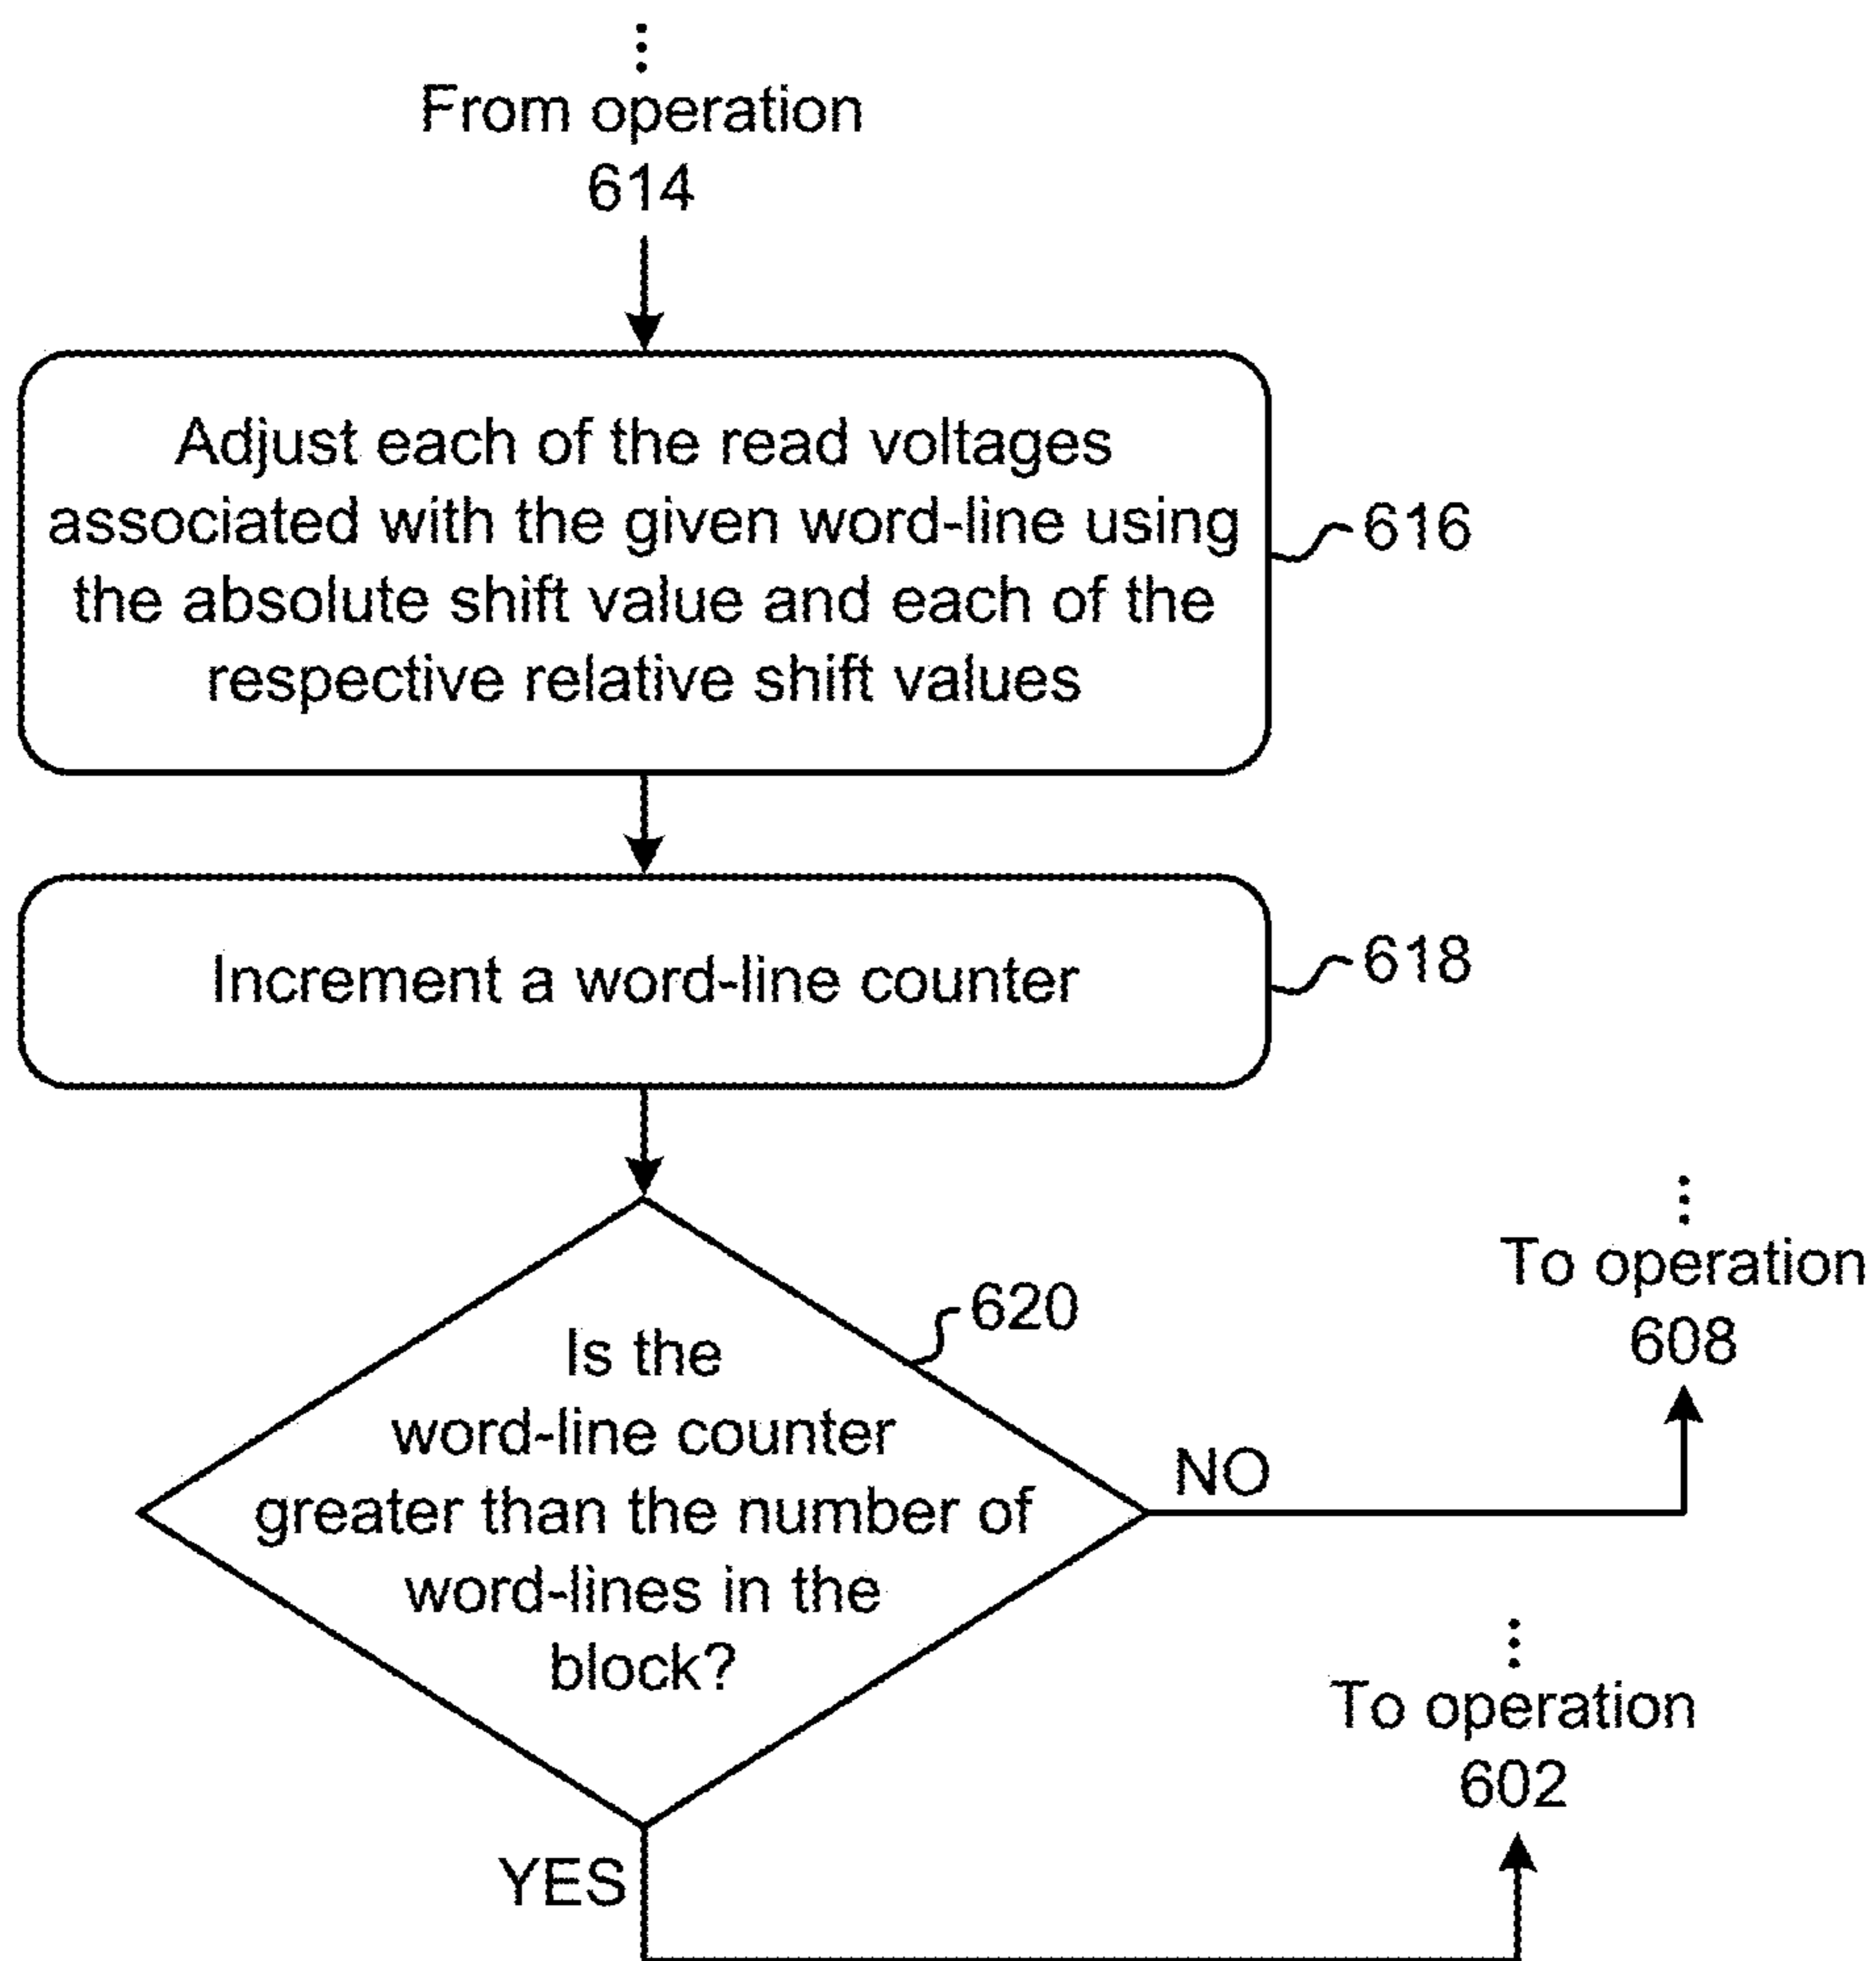 From operation
614
Adjust each of the read voltages
associated with the given word-line using
the absolute shift value and each of the
respective relative shift values
616
Increment a word-line counter
618
620
Is the
word-line counter
greater than the number of
word-lines in the
block?
NO
To operation
608
YES
To operation
602